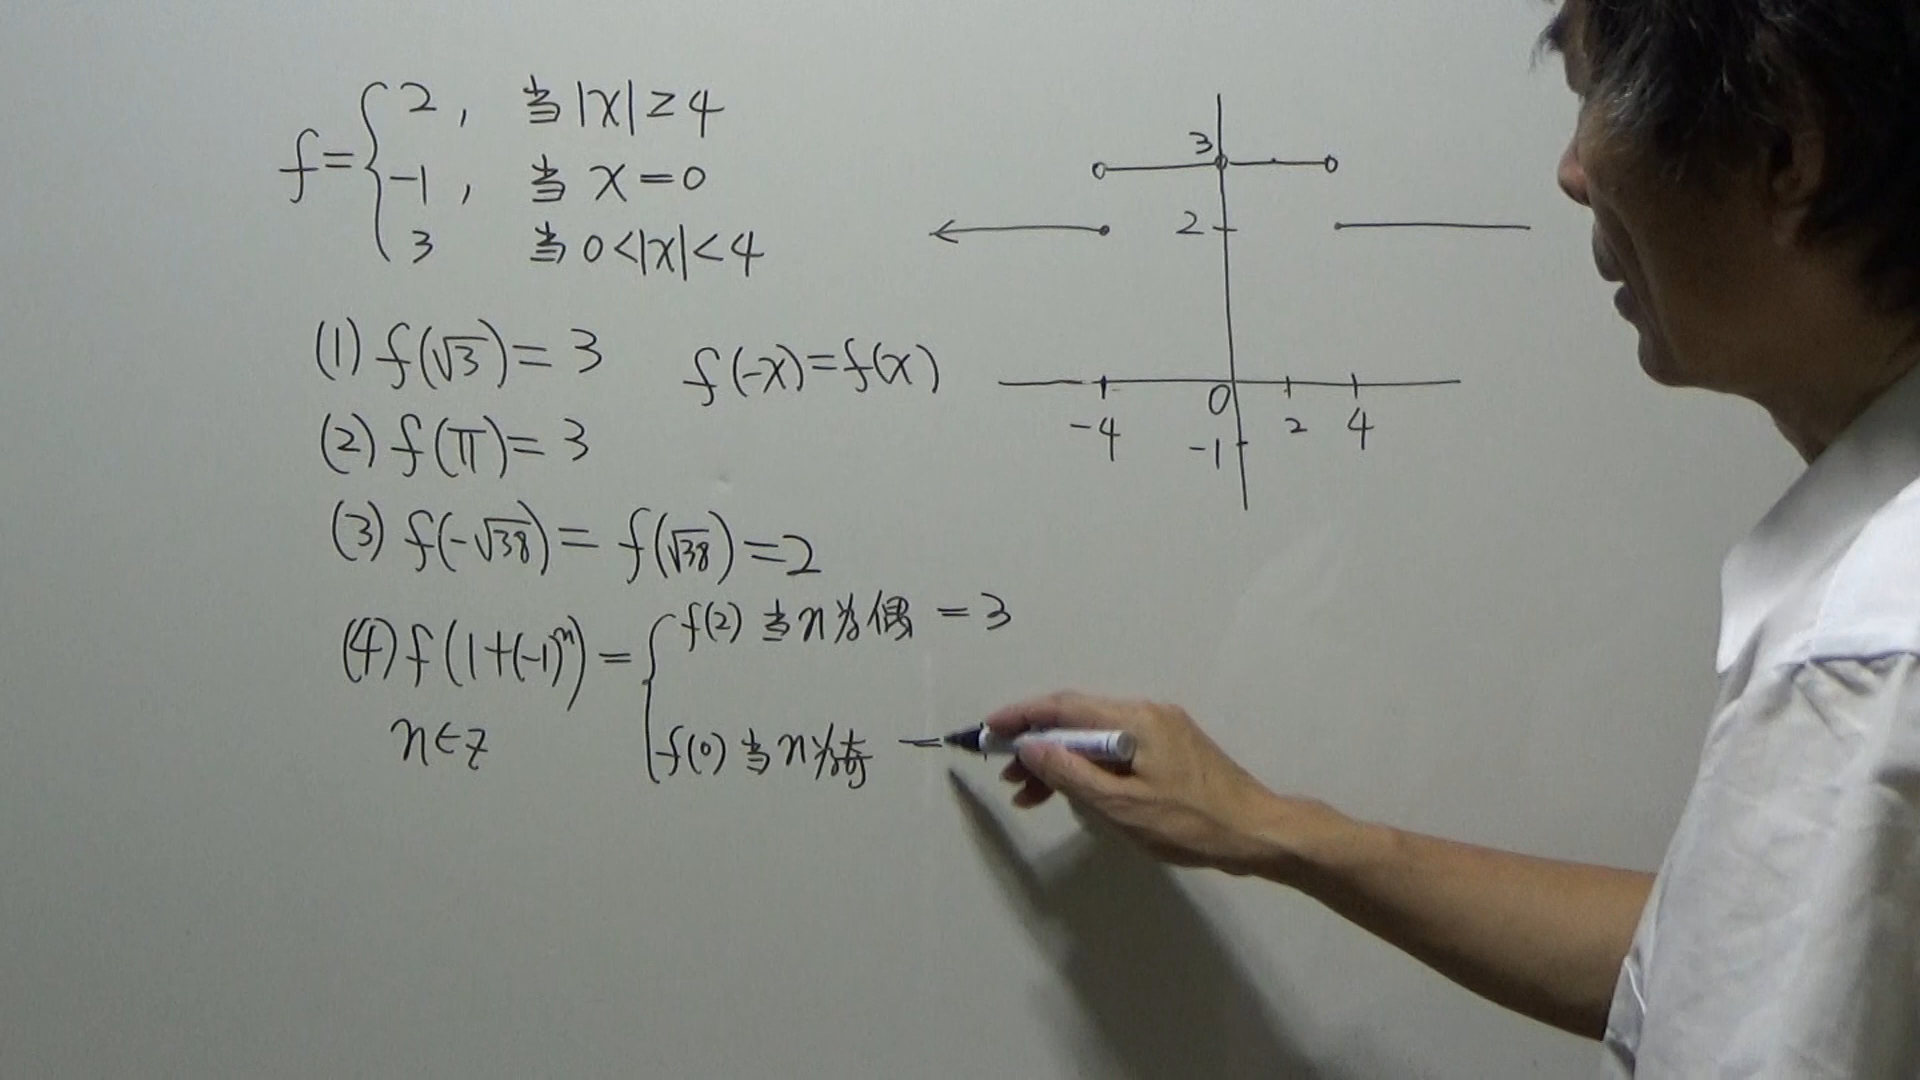 f = { 2, 当 |x| ≥ 4
-1, 当 x = 0
3 当 0 < |x| < 4
(1) f(√3) = 3
f(-x) = f(x)
(2) f(π) = 3
(3) f(-√38) = f(√38) = 2
(4) f(1+(-1)ⁿ) = { f(2) 当 n 为偶 = 3
n ∈ z
f(0) 当 n 为奇 =
3
2
0
-4
2
4
-1